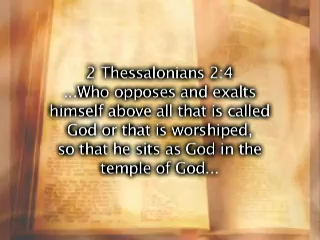 2 Thessalonians 2:4
...Who opposes and exalts
himself above all that is called
God or that is worshiped,
so that he sits as God in the
temple of God...